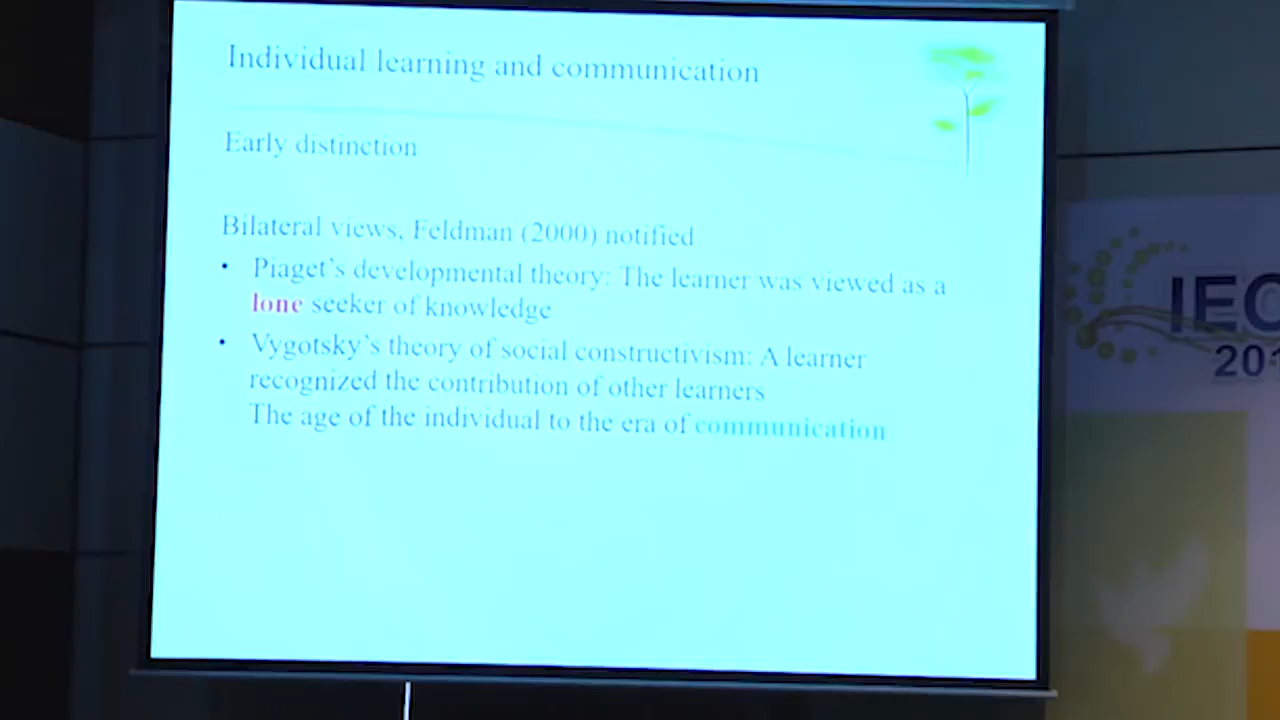 Individual learning and communication
Early distinction
Bilateral views, Feldman (2000) notified
• Piaget's developmental theory: The learner was viewed as a
lone seeker of knowledge
• Vygotsky's theory of social constructivism: A learner
recognized the contribution of other learners
The age of the individual to the era of communication
IEC
201